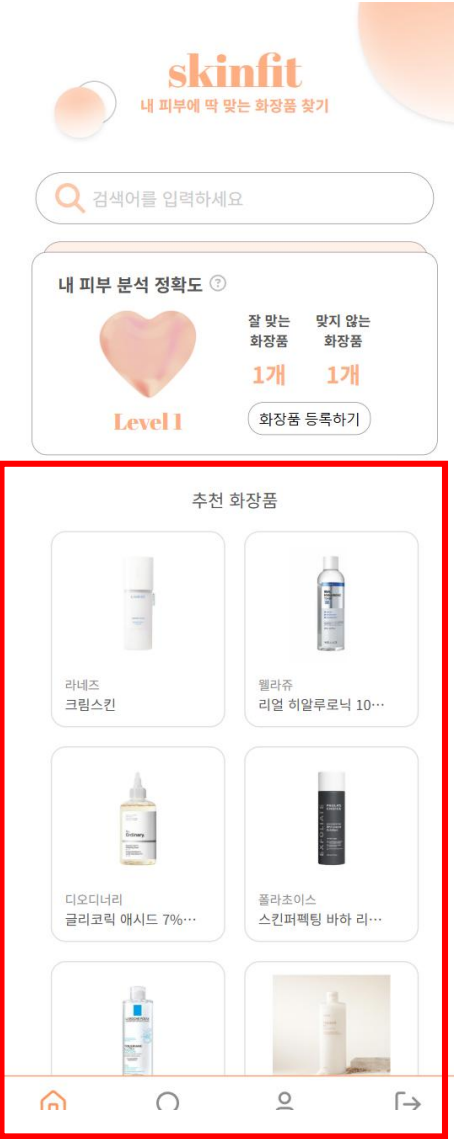 skinfit
내 피부에 딱 맞는 화장품 찾기
검색어를 입력하세요
내 피부 분석 정확도 ?
잘 맞는 맞지 않는
화장품 화장품
1개 1개
Level 1
화장품 등록하기
추천 화장품
라네즈
크림스킨
웰라쥬
리얼 히알루로닉 10…
디오디너리
글리코릭 애시드 7%…
폴라초이스
스킨퍼펙팅 바하 리…